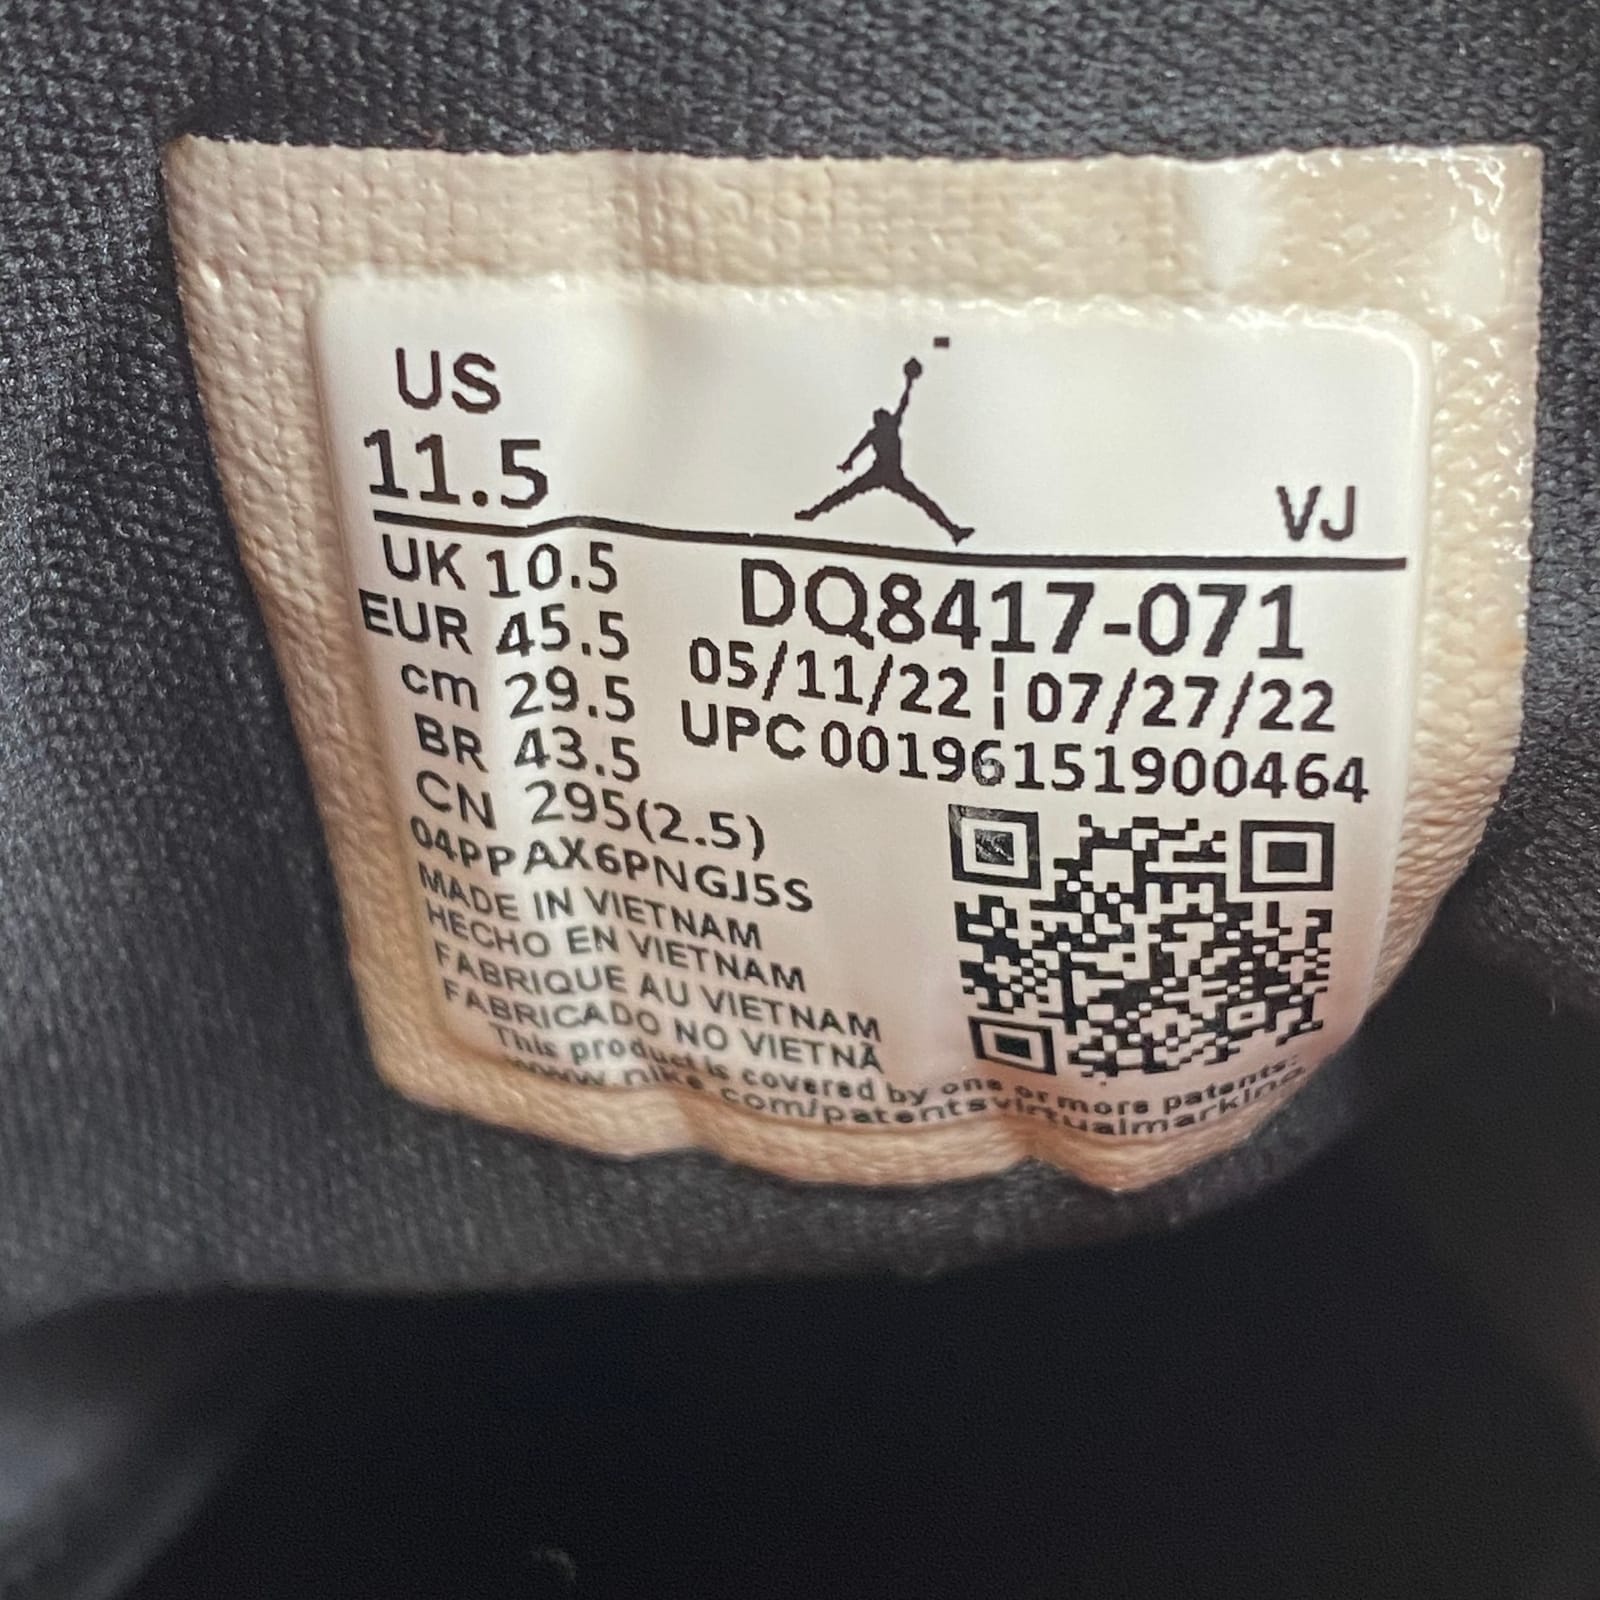 US
11.5
VJ
UK 10.5
EUR 45.5
cm 29.5
BR 43.5
CN 295(2.5)
DQ8417-071
05/11/22 ¦ 07/27/22
UPC 00196151900464
04PPAX6PNGJ5S
MADE IN VIETNAM
HECHO EN VIETNAM
FABRIQUE AU VIETNAM
FABRICADO NO VIETNÃ
This product is covered by one or more patents:
www.nike.com/patentsvirtualmarking